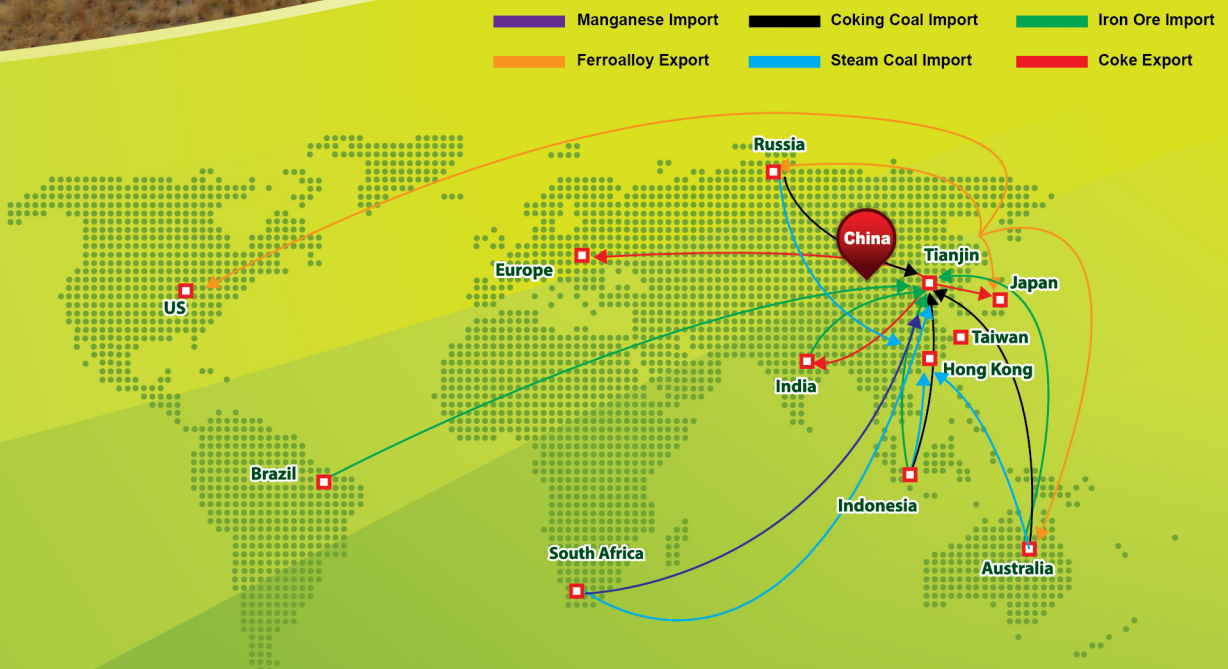 Manganese Import
Coking Coal Import
Iron Ore Import
Ferroalloy Export
Steam Coal Import
Coke Export
Russia
China
Tianjin
Europe
Japan
US
Taiwan
Hong Kong
India
Brazil
Indonesia
South Africa
Australia